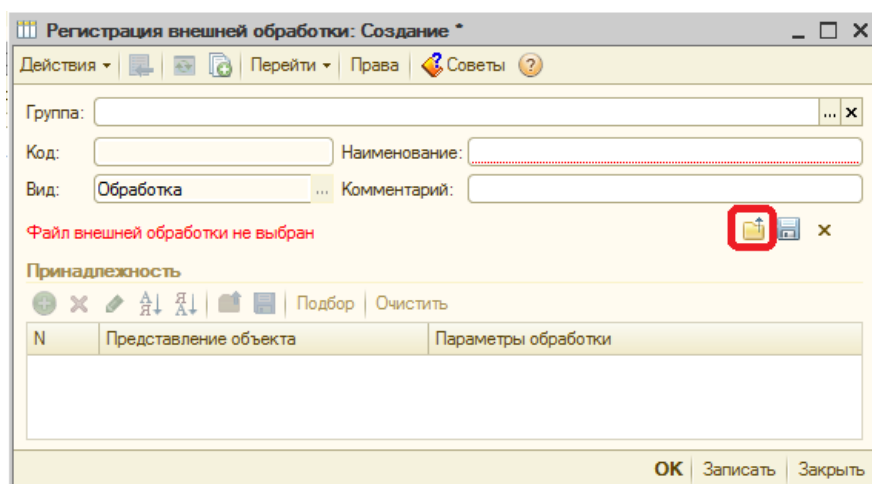 Регистрация внешней обработки: Создание *
Действия Перейти Права Советы ?
Группа: ... x
Код: Наименование:
Вид: Обработка ... Комментарий:
Файл внешней обработки не выбран
Принадлежность
Подбор Очистить
N Представление объекта Параметры обработки
OK Записать Закрыть